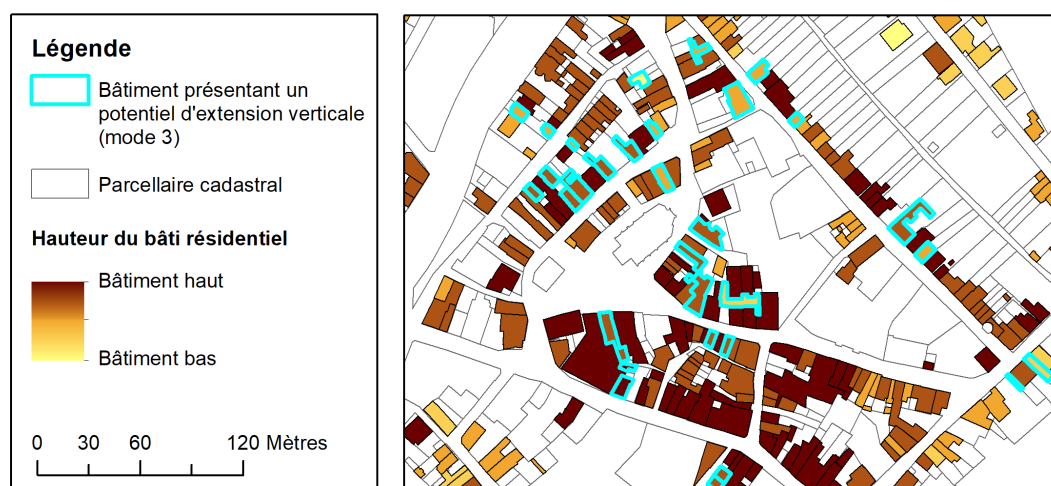 Légende
Bâtiment présentant un
potentiel d'extension verticale
(mode 3)
Parcellaire cadastral
Hauteur du bâti résidentiel
Bâtiment haut
Bâtiment bas
0 30 60 120 Mètres